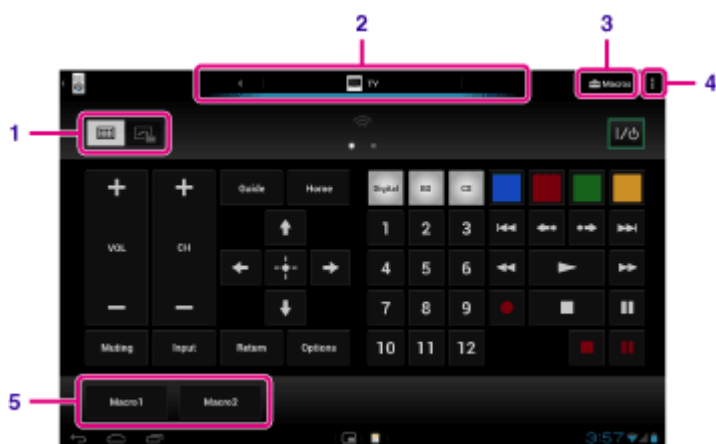 2
3
TV
Macros
4
1
I/
Guide
Home
Digital
BS
CS
VOL
CH
1 2 3
4 5 6
7 8 9
Muting
Input
Return
Options
10 11 12
5
Macro1
Macro2
3:57